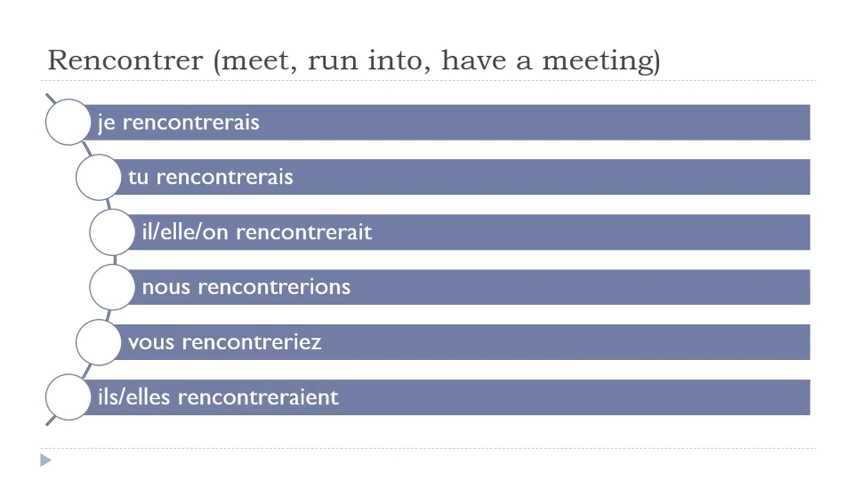 Rencontrer (meet, run into, have a meeting)
je rencontrerais
tu rencontrerais
il/elle/on rencontrerait
nous rencontrerions
vous rencontreriez
ils/elles rencontreraient